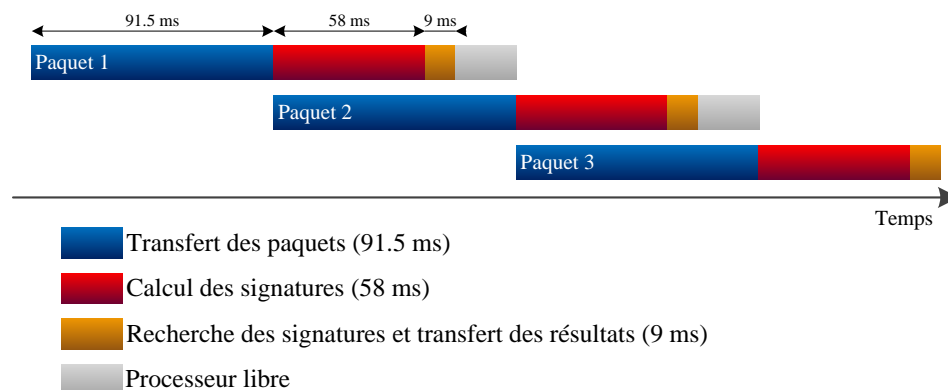 91.5 ms 58 ms 9 ms
Paquet 1
Paquet 2
Paquet 3
Temps
Transfert des paquets (91.5 ms)
Calcul des signatures (58 ms)
Recherche des signatures et transfert des résultats (9 ms)
Processeur libre